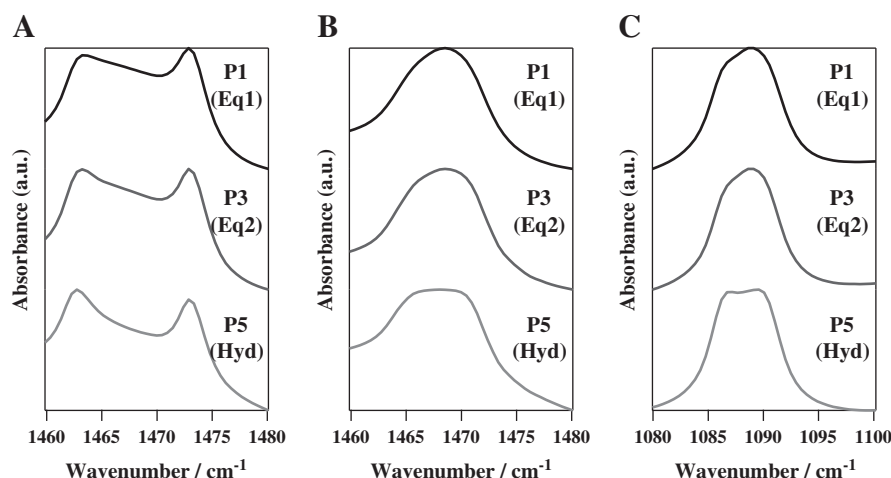 A
B
C
Absorbance (a.u.)
P1
(Eq1)
P3
(Eq2)
P5
(Hyd)
1460 1465 1470 1475 1480
Wavenumber / cm-1
Absorbance (a.u.)
P1
(Eq1)
P3
(Eq2)
P5
(Hyd)
1460 1465 1470 1475 1480
Wavenumber / cm-1
Absorbance (a.u.)
P1
(Eq1)
P3
(Eq2)
P5
(Hyd)
1080 1085 1090 1095 1100
Wavenumber / cm-1